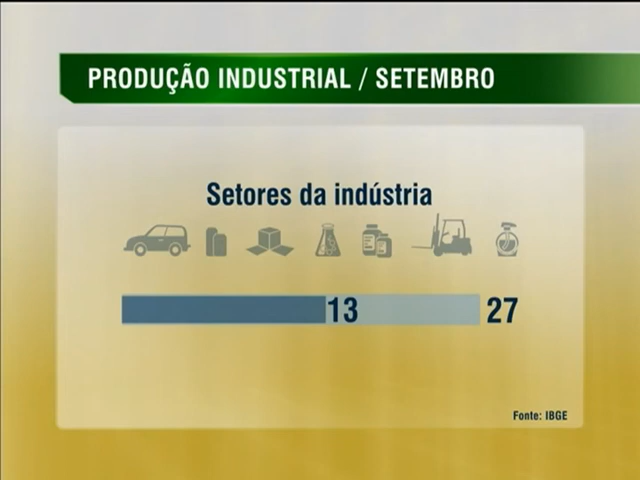 PRODUÇÃO INDUSTRIAL / SETEMBRO
Setores da indústria
13 27
Fonte: IBGE